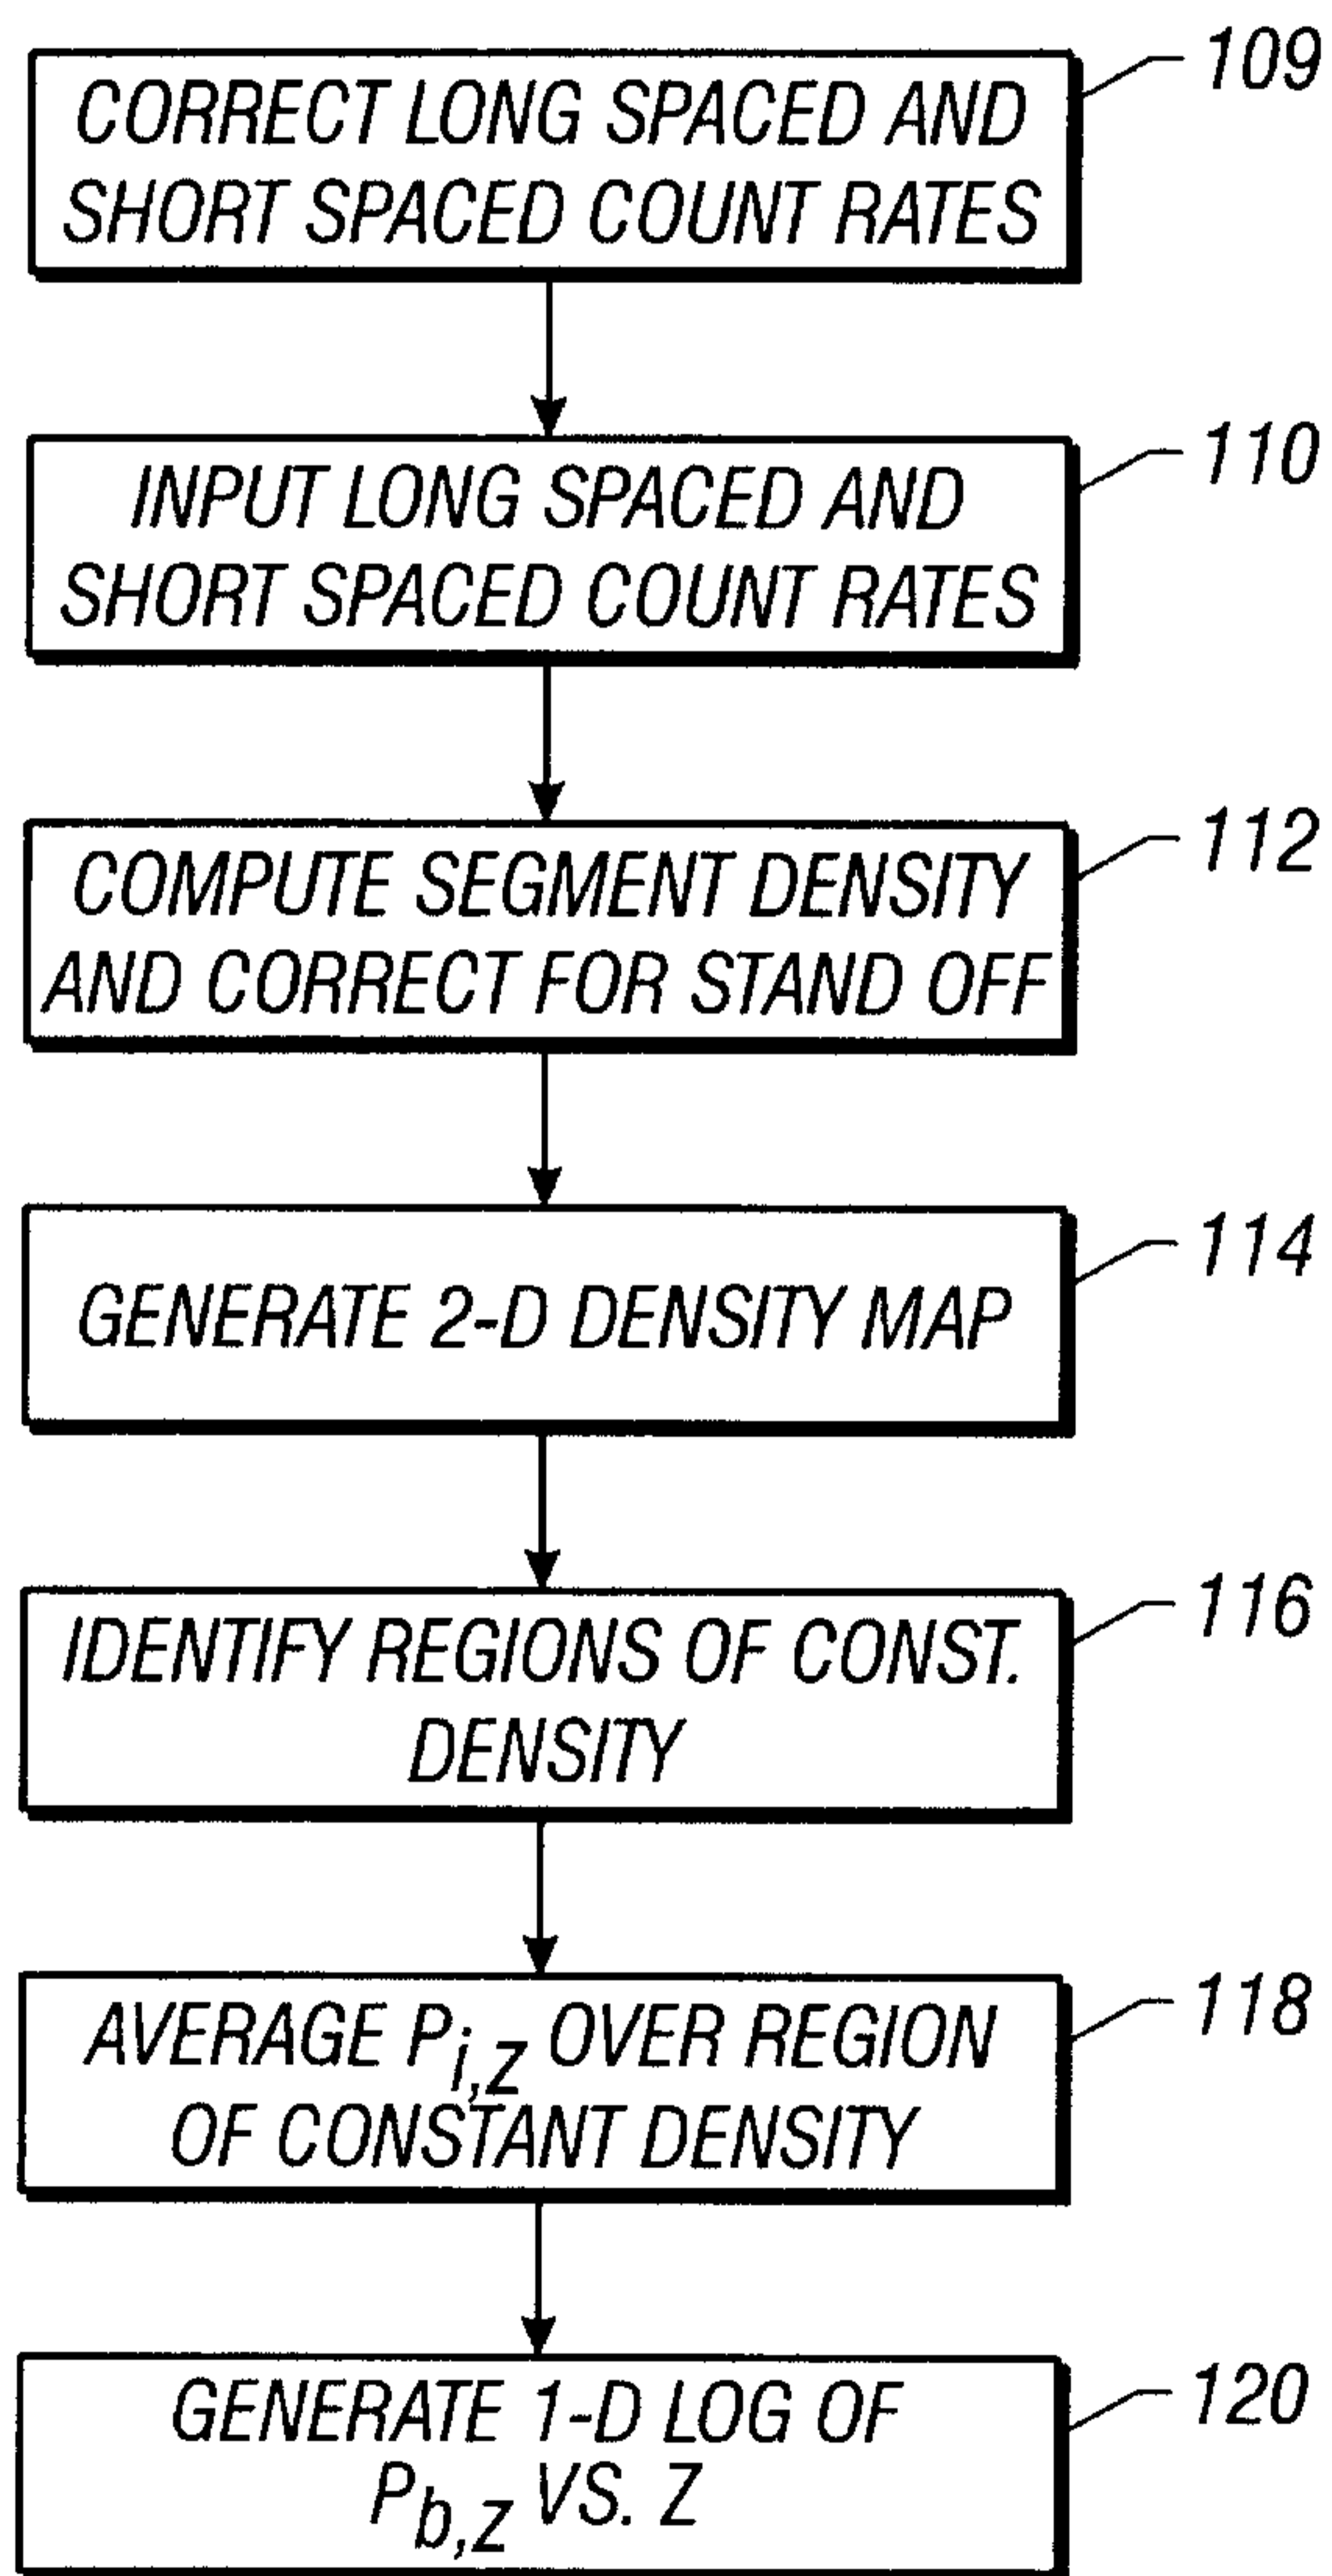 109
CORRECT LONG SPACED AND
SHORT SPACED COUNT RATES
110
INPUT LONG SPACED AND
SHORT SPACED COUNT RATES
112
COMPUTE SEGMENT DENSITY
AND CORRECT FOR STAND OFF
114
GENERATE 2-D DENSITY MAP
116
IDENTIFY REGIONS OF CONST.
DENSITY
118
AVERAGE Pi,Z OVER REGION
OF CONSTANT DENSITY
120
GENERATE 1-D LOG OF
Pb,Z VS. Z